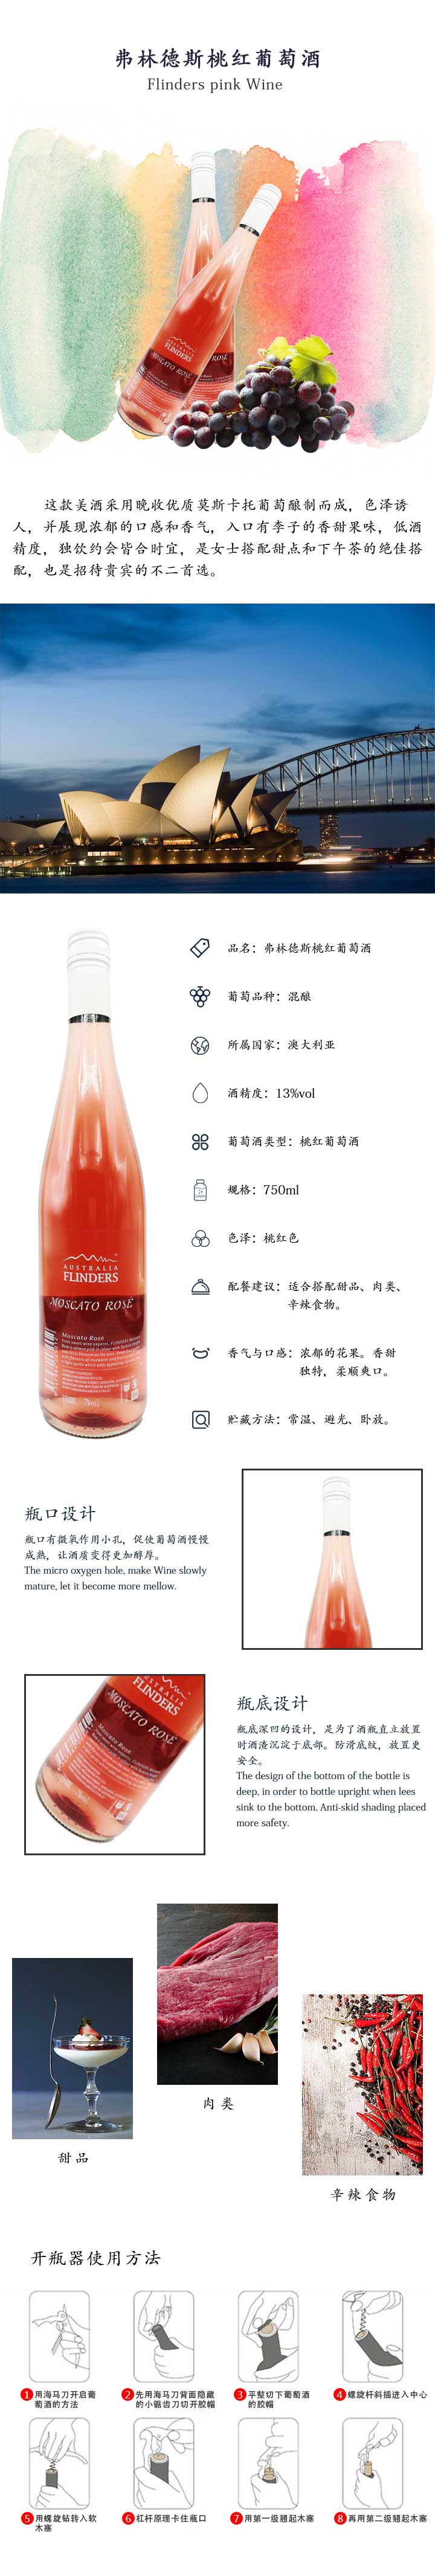 弗林德斯桃红葡萄酒
Flinders pink Wine
AUSTRALIA
FLINDERS
MOSCATO ROSÉ
ROSÉ
这款美酒采用晚收优质莫斯卡托葡萄酿制而成，色泽诱
人，并展现浓郁的口感和香气，入口有李子的香甜果味，低酒
精度，独饮约会皆合时宜，是女士搭配甜点和下午茶的绝佳搭
配，也是招待贵宾的不二首选。
品名：弗林德斯桃红葡萄酒
葡萄品种：混酿
所属国家：澳大利亚
酒精度：13%vol
葡萄酒类型：桃红葡萄酒
规格：750ml
色泽：桃红色
配餐建议：适合搭配甜品、肉类、
辛辣食物。
香气与口感：浓郁的花果。香甜
独特，柔顺爽口。
贮藏方法：常温、避光、卧放。
AUSTRALIA
FLINDERS
MOSCATO ROSÉ
Moscato Rosé
瓶口设计
瓶口有微氧作用小孔，促使葡萄酒慢慢
成熟，让酒质变得更加醇厚。
The micro oxygen hole, make Wine slowly
mature, let it become more mellow.
FLINDERS
MOSCATO ROSÉ
Moscato Rosé
瓶底设计
瓶底深凹的设计，是为了酒瓶直立放置
时酒渣沉淀于底部。防滑底纹，放置更
安全。
The design of the bottom of the bottle is
deep, in order to bottle upright when lees
sink to the bottom. Anti-skid shading placed
more safety.
肉类
甜品
辛辣食物
开瓶器使用方法
1 用海马刀开启葡
萄酒的方法
2 先用海马刀背面隐藏
的小锯齿刀切开胶帽
3 平整切下葡萄酒
的胶帽
4 螺旋杆斜插进入中心
5 用螺旋钻转入软
木塞
6 杠杆原理卡住瓶口
7 用第一级翘起木塞
8 再用第二级翘起木塞